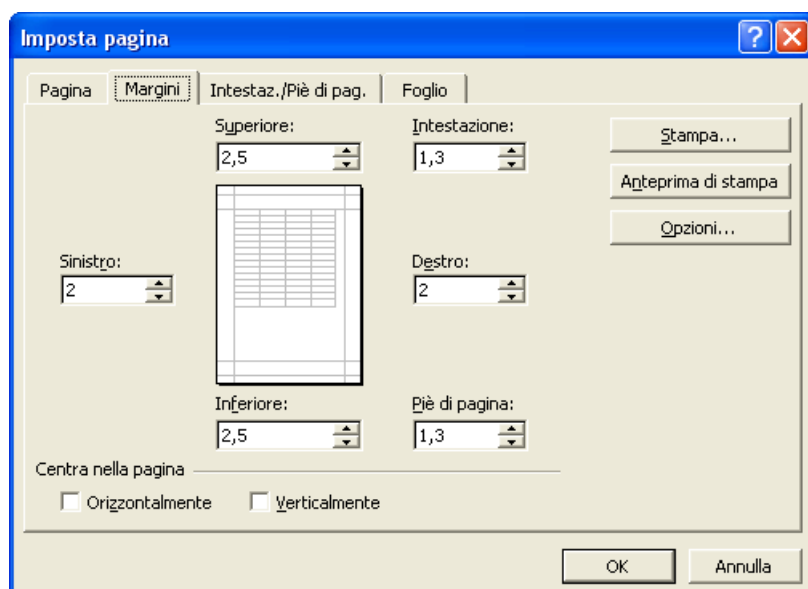 Imposta pagina
Pagina Margini Intestaz./Piè di pag. Foglio
Superiore: Intestazione:
2,5 1,3
Stampa...
Anteprima di stampa
Opzioni...
Sinistro: Destro:
2 2
Inferiore: Piè di pagina:
2,5 1,3
Centra nella pagina
Orizzontalmente Verticalmente
OK Annulla